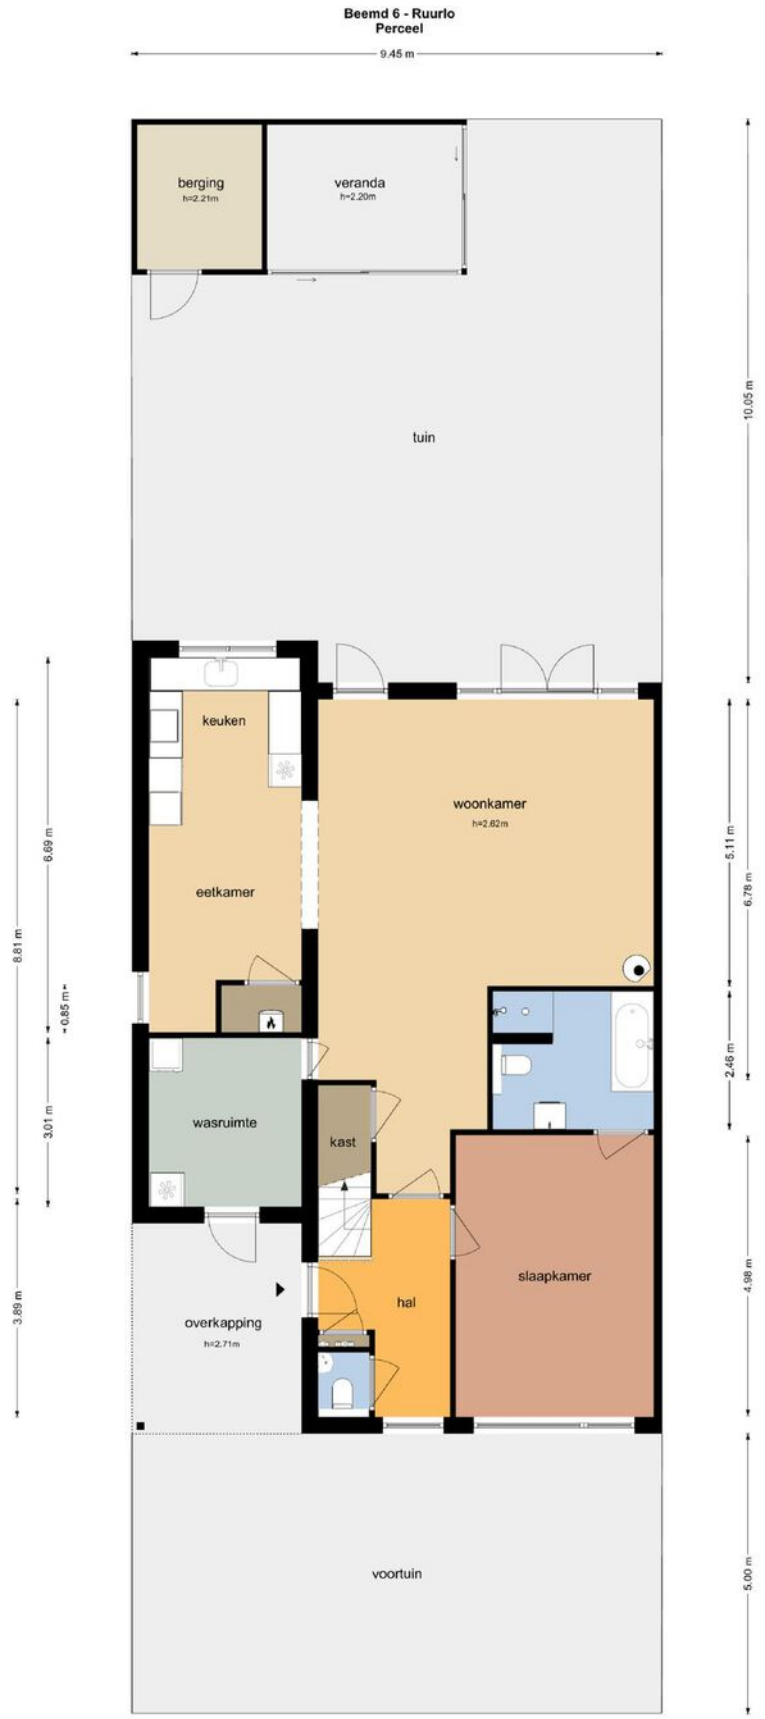 Beemd 6 - Ruurlo
Perceel
9.45 m
berging
h=2.21m
veranda
h=2.20m
10.05 m
tuin
keuken
woonkamer
h=2.62m
5.11 m
6.69 m
6.78 m
eetkamer
8.81 m
0.85 m
2.46 m
3.01 m
wasruimte
kast
slaapkamer
4.98 m
hal
3.89 m
overkapping
h=2.71m
voortuin
5.00 m